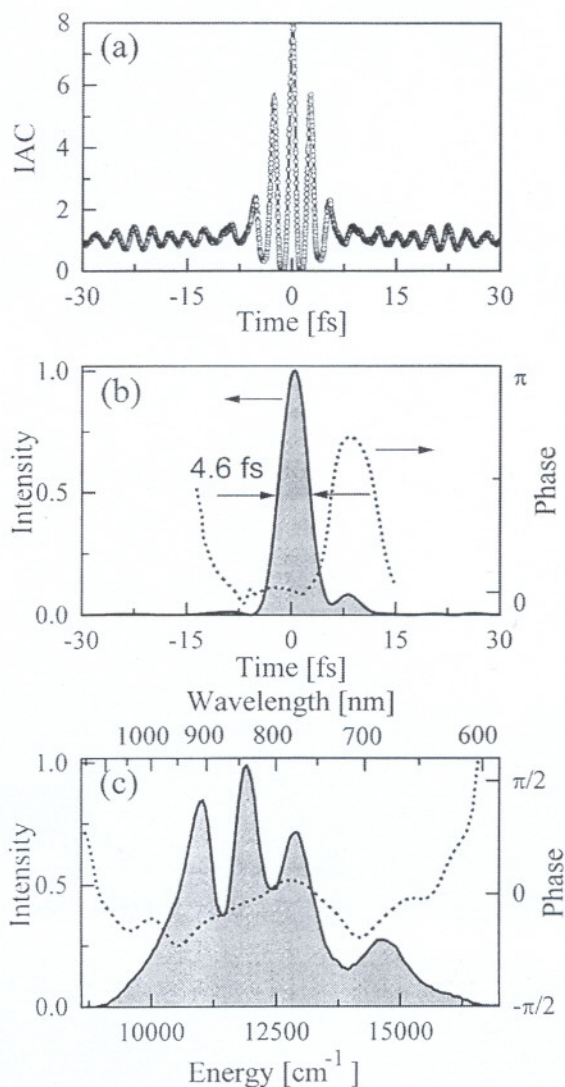 (a)
IAC
8
6
4
2
0
-30 -15 0 15 30
Time [fs]
(b)
Intensity
1.0
0.5
0.0
4.6 fs
π
0
Phase
-30 -15 0 15 30
Time [fs]
Wavelength [nm]
1000 900 800 700 600
(c)
Intensity
1.0
0.5
0.0
π/2
0
-π/2
Phase
10000 12500 15000
Energy [cm⁻¹]